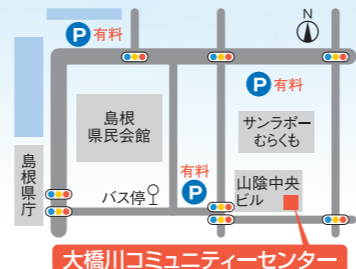 N
P 有料
P 有料
島根
県民会館
サンラポー
むらくも
島根県庁
有料
P
バス停
山陰中央
ビル
大橋川コミュニティーセンター